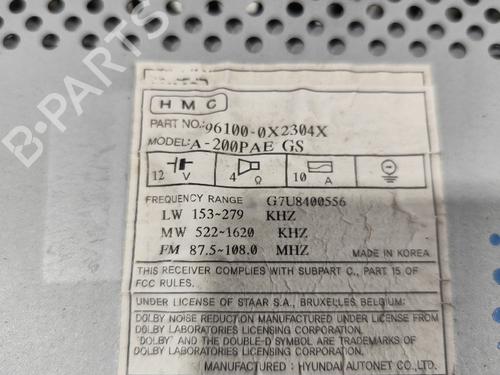 B-PARTS
HMC
PART NO.: 96100-0X2304X
MODEL: A-200PAE GS
12 V
4 Ω
10 A
FREQUENCY RANGE G7U8400556
LW 153~279 KHZ
MW 522~1620 KHZ
FM 87.5~108.0 MHZ
MADE IN KOREA
THIS RECEIVER COMPLIES WITH SUBPART C., PART 15 OF
FCC RULES.
UNDER LICENSE OF STAAR S.A., BRUXELLES, BELGIUM:
DOLBY NOISE REDUCTION MANUFACTURED UNDER LICENSE FROM
DOLBY LABORATORIES LICENSING CORPORATION.
"DOLBY" AND THE DOUBLE-D SYMBOL ARE TRADEMARKS OF
DOLBY LABORATORIES LICENSING CORPORATION.
MANUFACTURER: HYUNDAI AUTONET CO., LTD.